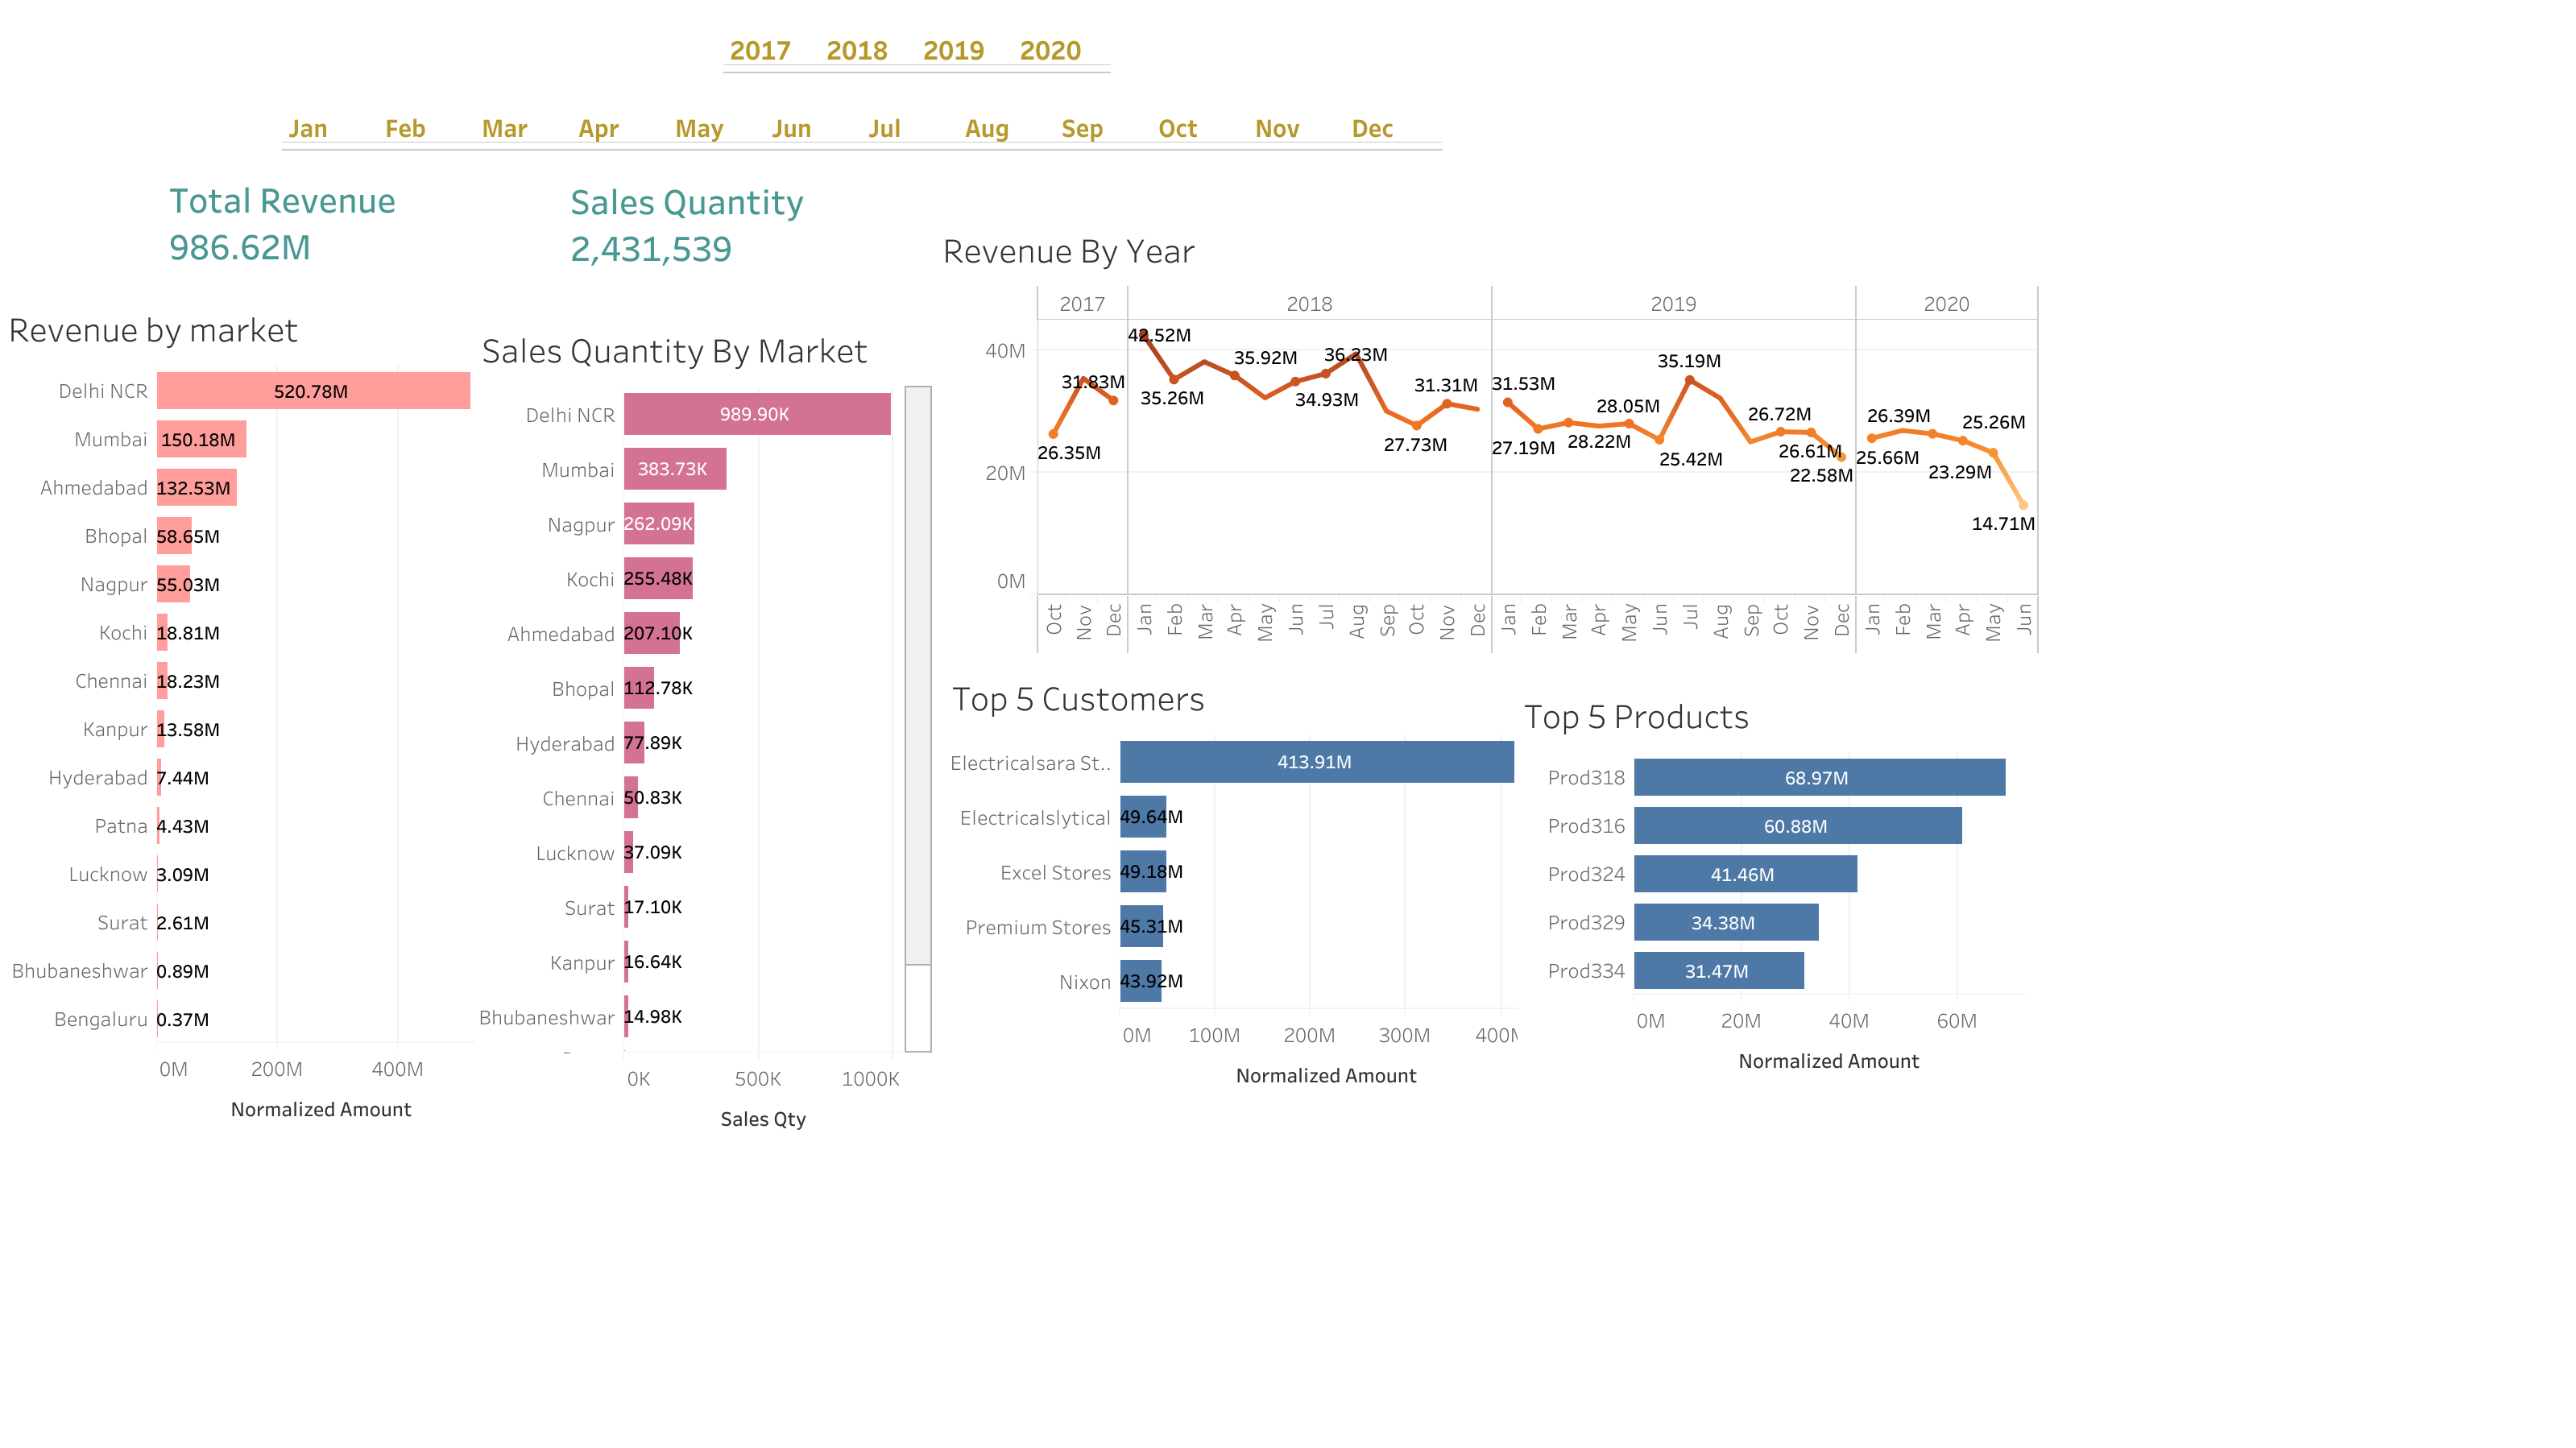 2017 2018 2019 2020
Jan Feb Mar Apr May Jun Jul Aug Sep Oct Nov Dec
Total Revenue
986.62M
Sales Quantity
2,431,539
Revenue by market
Delhi NCR 520.78M
Mumbai 150.18M
Ahmedabad 132.53M
Bhopal 58.65M
Nagpur 55.03M
Kochi 18.81M
Chennai 18.23M
Kanpur 13.58M
Hyderabad 7.44M
Patna 4.43M
Lucknow 3.09M
Surat 2.61M
Bhubaneshwar 0.89M
Bengaluru 0.37M
0M 200M 400M
Normalized Amount
Sales Quantity By Market
Delhi NCR 989.90K
Mumbai 383.73K
Nagpur 262.09K
Kochi 255.48K
Ahmedabad 207.10K
Bhopal 112.78K
Hyderabad 77.89K
Chennai 50.83K
Lucknow 37.09K
Surat 17.10K
Kanpur 16.64K
Bhubaneshwar 14.98K
0K 500K 1000K
Sales Qty
Revenue By Year
2017 2018 2019 2020
40M
20M
0M
26.35M 31.83M 42.52M 35.26M 35.92M 34.93M 36.23M 27.73M 31.31M 31.53M 27.19M 28.22M 28.05M 25.42M 35.19M 26.72M 26.61M 22.58M 25.66M 26.39M 23.29M 25.26M 14.71M
Oct Nov Dec Jan Feb Mar Apr May Jun Jul Aug Sep Oct Nov Dec Jan Feb Mar Apr May Jun Jul Aug Sep Oct Nov Dec Jan Feb Mar Apr May Jun
Top 5 Customers
Electricalsara St.. 413.91M
Electricalslytical 49.64M
Excel Stores 49.18M
Premium Stores 45.31M
Nixon 43.92M
0M 100M 200M 300M 400M
Normalized Amount
Top 5 Products
Prod318 68.97M
Prod316 60.88M
Prod324 41.46M
Prod329 34.38M
Prod334 31.47M
0M 20M 40M 60M
Normalized Amount